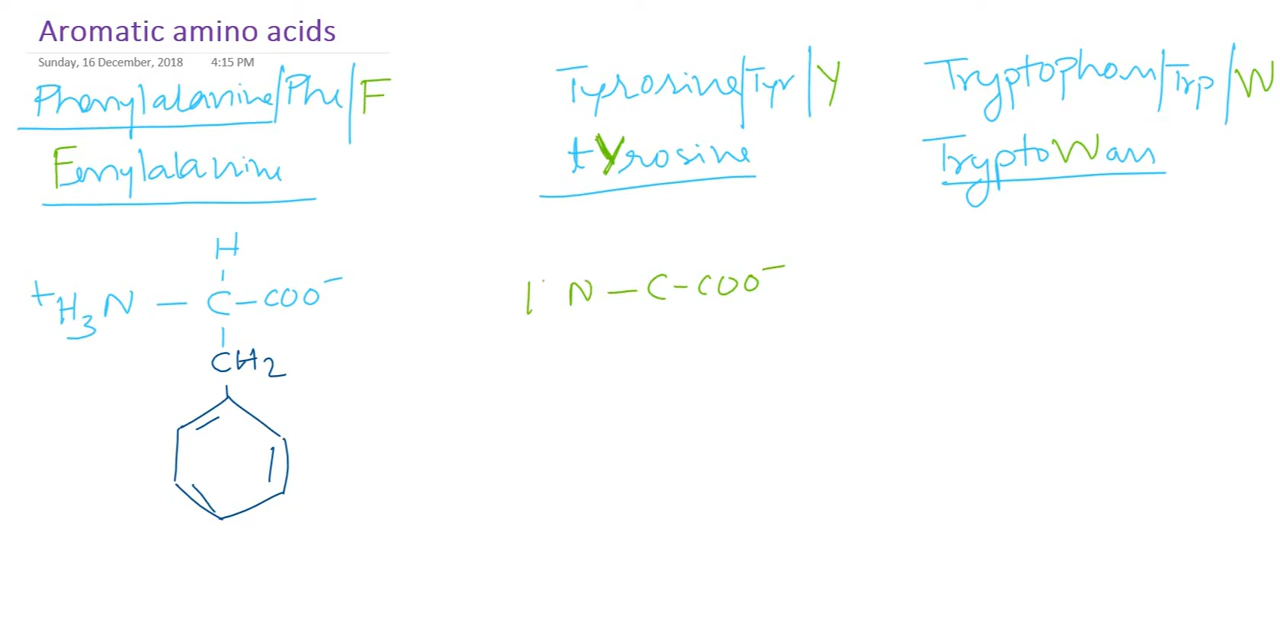 Aromatic amino acids
Sunday, 16 December, 2018 4:15 PM
Phenylalanine/Phe/F
Fenylalanine
Tyrosine/Tyr/Y
tYrosine
Tryptophan/Trp/W
TryptoWan
H
+H3N — C — COO−
CH2
N — C — COO−